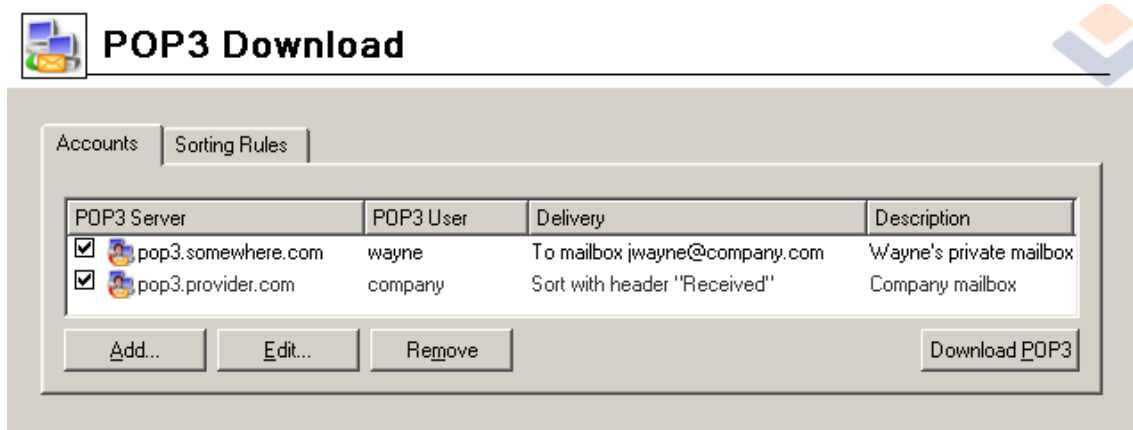 POP3 Download
Accounts Sorting Rules
POP3 Server POP3 User Delivery Description
pop3.somewhere.com wayne To mailbox jwayne@company.com Wayne's private mailbox
pop3.provider.com company Sort with header "Received" Company mailbox
Add... Edit... Remove Download POP3